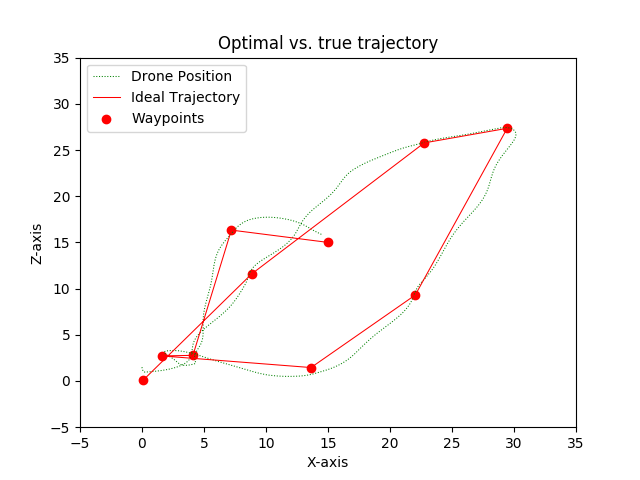 Optimal vs. true trajectory
Drone Position
Ideal Trajectory
Waypoints
35
30
25
20
15
10
5
0
−5
Z-axis
−5 0 5 10 15 20 25 30 35
X-axis